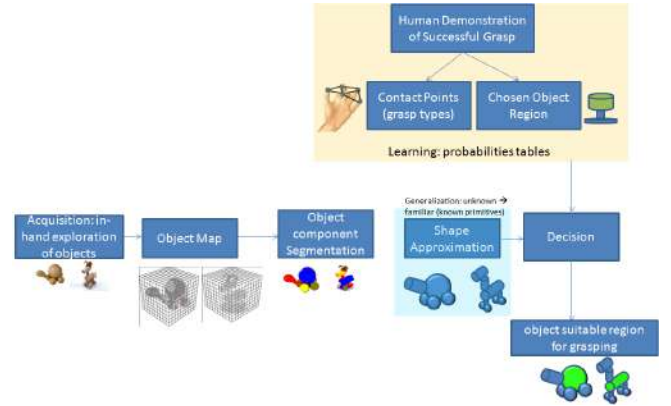 Human Demonstration
of Successful Grasp
Contact Points
(grasp types)
Chosen Object
Region
Learning: probabilities tables
Generalization: unknown →
familiar (known primitives)
Acquisition: in-
hand exploration
of objects
Object Map
Object
component
Segmentation
Shape
Approximation
Decision
object suitable region
for grasping